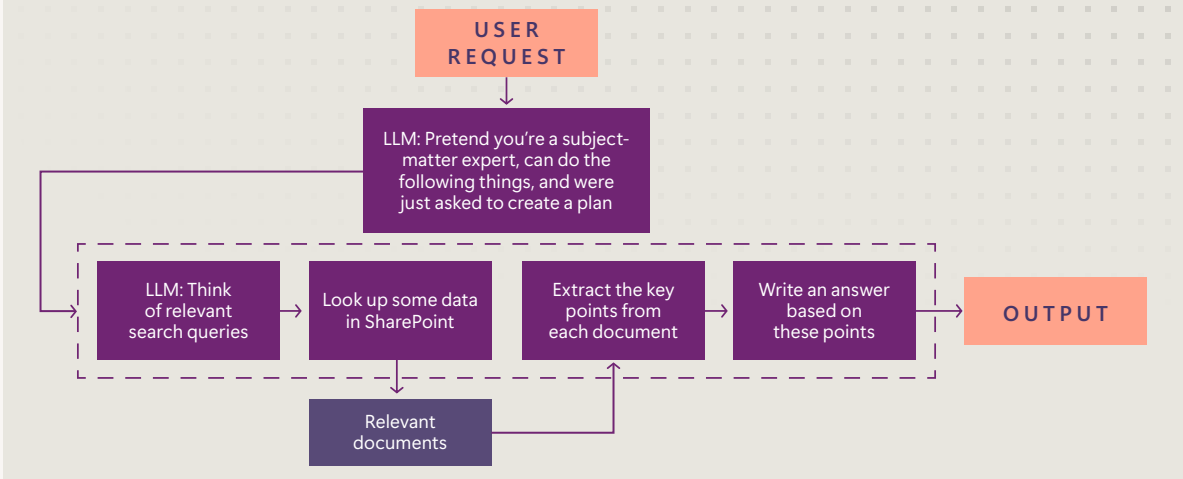 USER
REQUEST
LLM: Pretend you’re a subject-
matter expert, can do the
following things, and were
just asked to create a plan
LLM: Think
of relevant
search queries
Look up some data
in SharePoint
Relevant
documents
Extract the key
points from
each document
Write an answer
based on
these points
OUTPUT